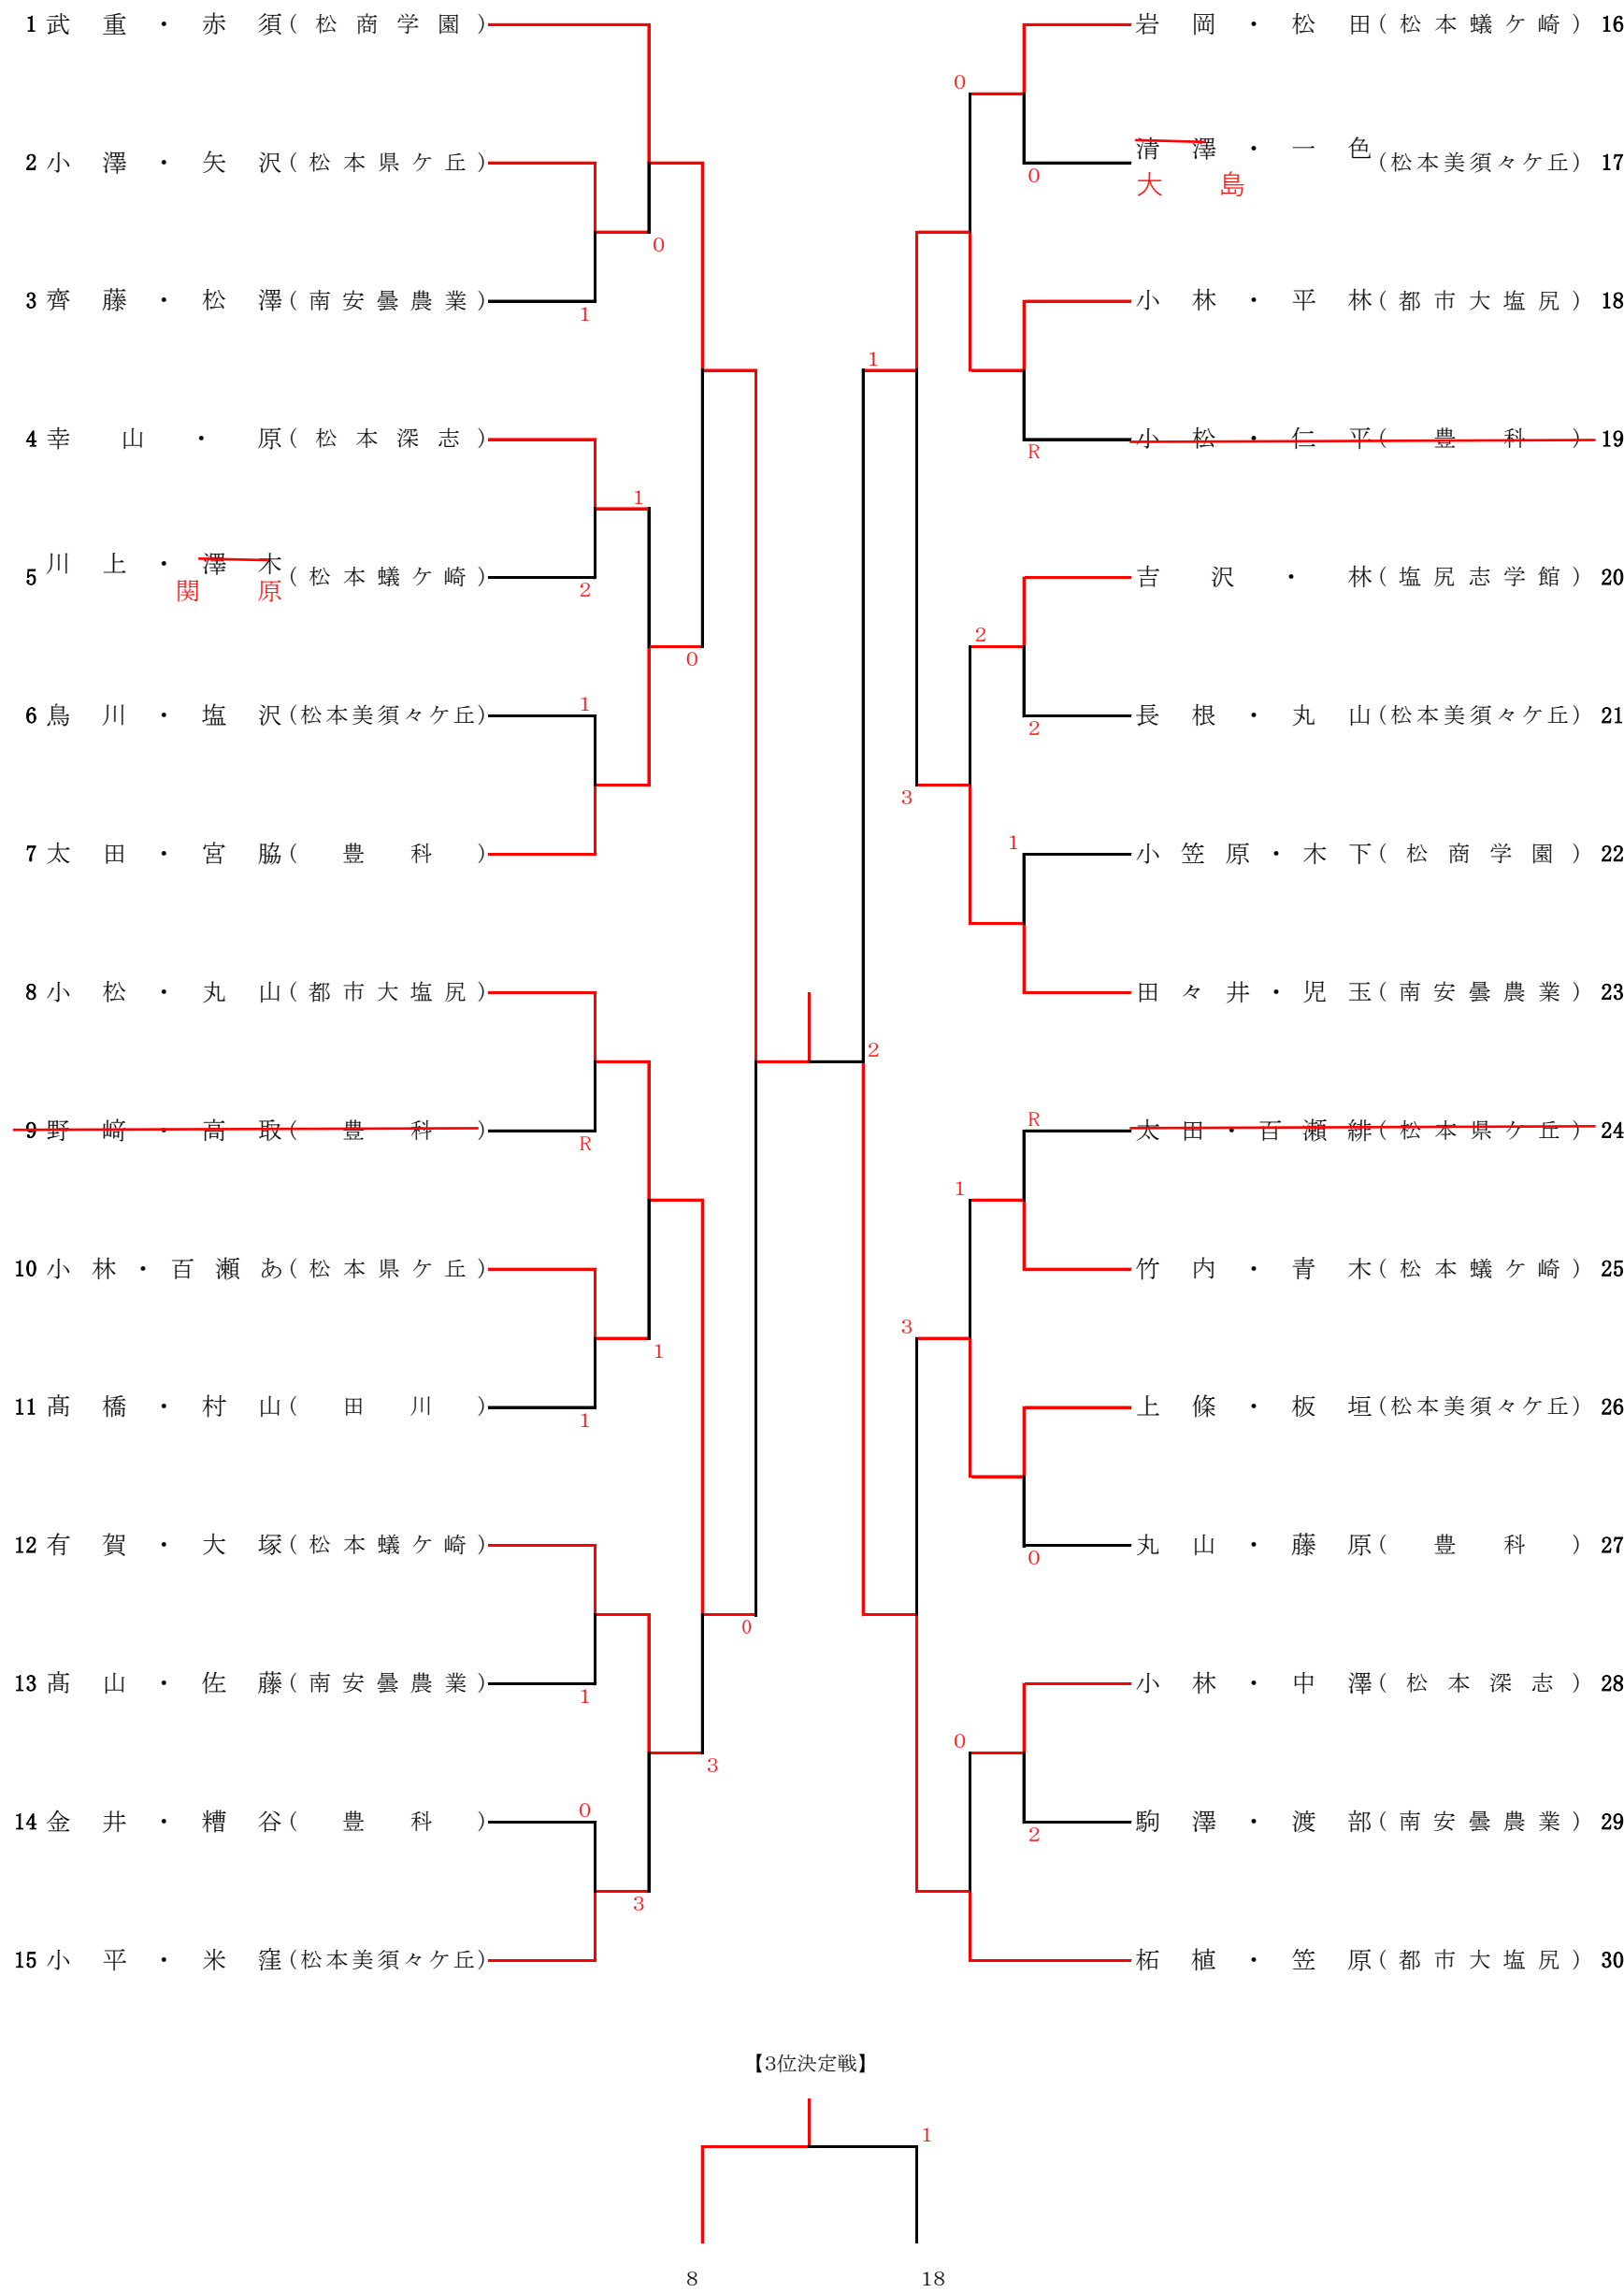 1 武重・赤須(松商学園)
2 小澤・矢沢(松本県ケ丘)
0
3 齊藤・松澤(南安曇農業)
1
4 幸山・原(松本深志)
1
5 川上・澤木(松本蟻ケ崎)
関原
2
0
6 鳥川・塩沢(松本美須々ケ丘)
1
7 太田・宮脇(豊科)
8 小松・丸山(都市大塩尻)
9 野﨑・高取(豊科)
R
10 小林・百瀬あ(松本県ケ丘)
1
11 髙橋・村山(田川)
1
12 有賀・大塚(松本蟻ケ崎)
0
13 髙山・佐藤(南安曇農業)
1
3
14 金井・糟谷(豊科)
0
3
15 小平・米窪(松本美須々ケ丘)
岩岡・松田(松本蟻ケ崎) 16
0
清澤・一色(松本美須々ケ丘) 17
大島
0
小林・平林(都市大塩尻) 18
1
小松・仁平(豊科) 19
R
吉沢・林(塩尻志学館) 20
2
長根・丸山(松本美須々ケ丘) 21
2
3
1
小笠原・木下(松商学園) 22
田々井・児玉(南安曇農業) 23
2
R
太田・百瀬緋(松本県ケ丘) 24
1
竹内・青木(松本蟻ケ崎) 25
3
上條・板垣(松本美須々ケ丘) 26
丸山・藤原(豊科) 27
0
小林・中澤(松本深志) 28
0
駒澤・渡部(南安曇農業) 29
2
柘植・笠原(都市大塩尻) 30
【3位決定戦】
1
8
18